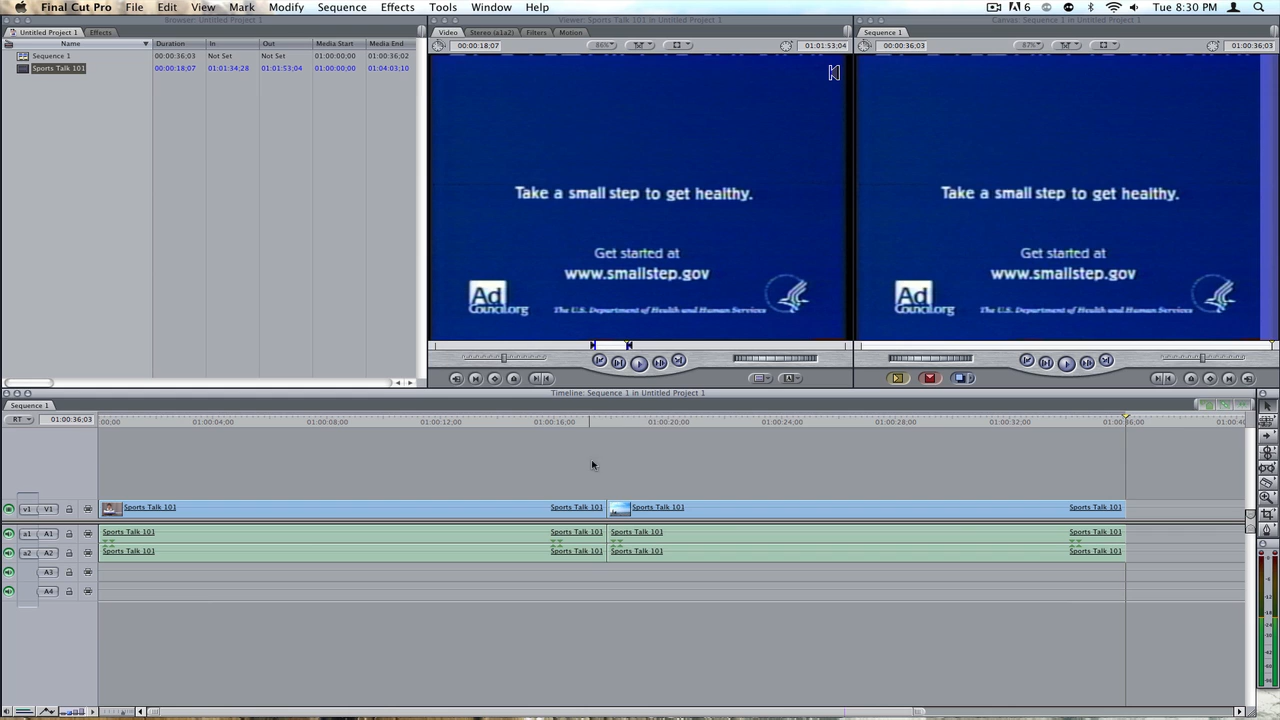 Final Cut Pro File Edit View Mark Modify Sequence Effects Tools Window Help 6 Tue 8:30 PM
Browser: Untitled Project 1
Viewer: Sports Talk 101 in Untitled Project 1
Canvas: Sequence 1 in Untitled Project 1
Untitled Project 1 Effects
Video Stereo (a1a2) Filters Motion
Sequence 1
Name Duration In Out Media Start Media End
Sequence 1 00:00:36;03 Not Set Not Set 01:00:00;00 01:00:36;02
Sports Talk 101 00:00:18;07 01:01:34;28 01:01:53;04 01:00:00;00 01:04:03;10
00:00:18;07 86% 01:01:53;04
00:00:36;03 87% 01:00:36;03
Take a small step to get healthy.
Get started at
www.smallstep.gov
Ad
Council.org
The U.S. Department of Health and Human Services
Take a small step to get healthy.
Get started at
www.smallstep.gov
Ad
Council.org
The U.S. Department of Health and Human Services
Timeline: Sequence 1 in Untitled Project 1
Sequence 1
RT 01:00:36;03 00;00 01:00:04;00 01:00:08;00 01:00:12;00 01:00:16;00 01:00:20;00 01:00:24;00 01:00:28;00 01:00:32;00 01:00:36;00
v1 V1 Sports Talk 101 Sports Talk 101 Sports Talk 101 Sports Talk 101
a1 A1 Sports Talk 101 Sports Talk 101 Sports Talk 101 Sports Talk 101
a2 A2 Sports Talk 101 Sports Talk 101 Sports Talk 101 Sports Talk 101
A3
A4